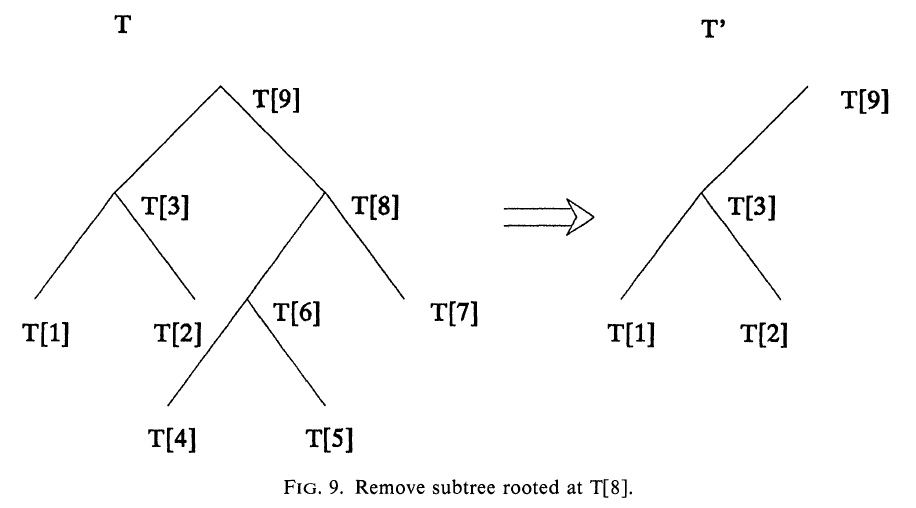 T T'
T[9] T[9]
T[3] T[8] T[3]
T[1] T[2] T[6] T[7] T[1] T[2]
T[4] T[5]
FIG. 9. Remove subtree rooted at T[8].